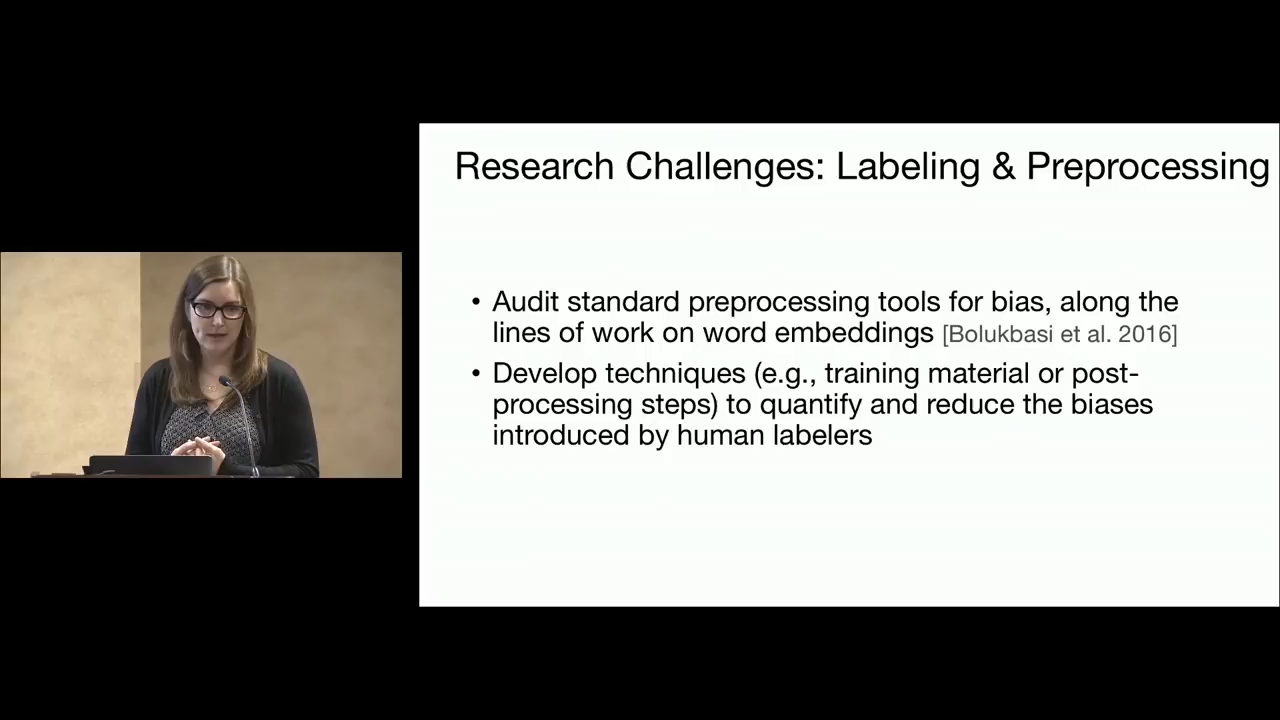 Research Challenges: Labeling & Preprocessing
• Audit standard preprocessing tools for bias, along the
lines of work on word embeddings [Bolukbasi et al. 2016]
• Develop techniques (e.g., training material or post-
processing steps) to quantify and reduce the biases
introduced by human labelers